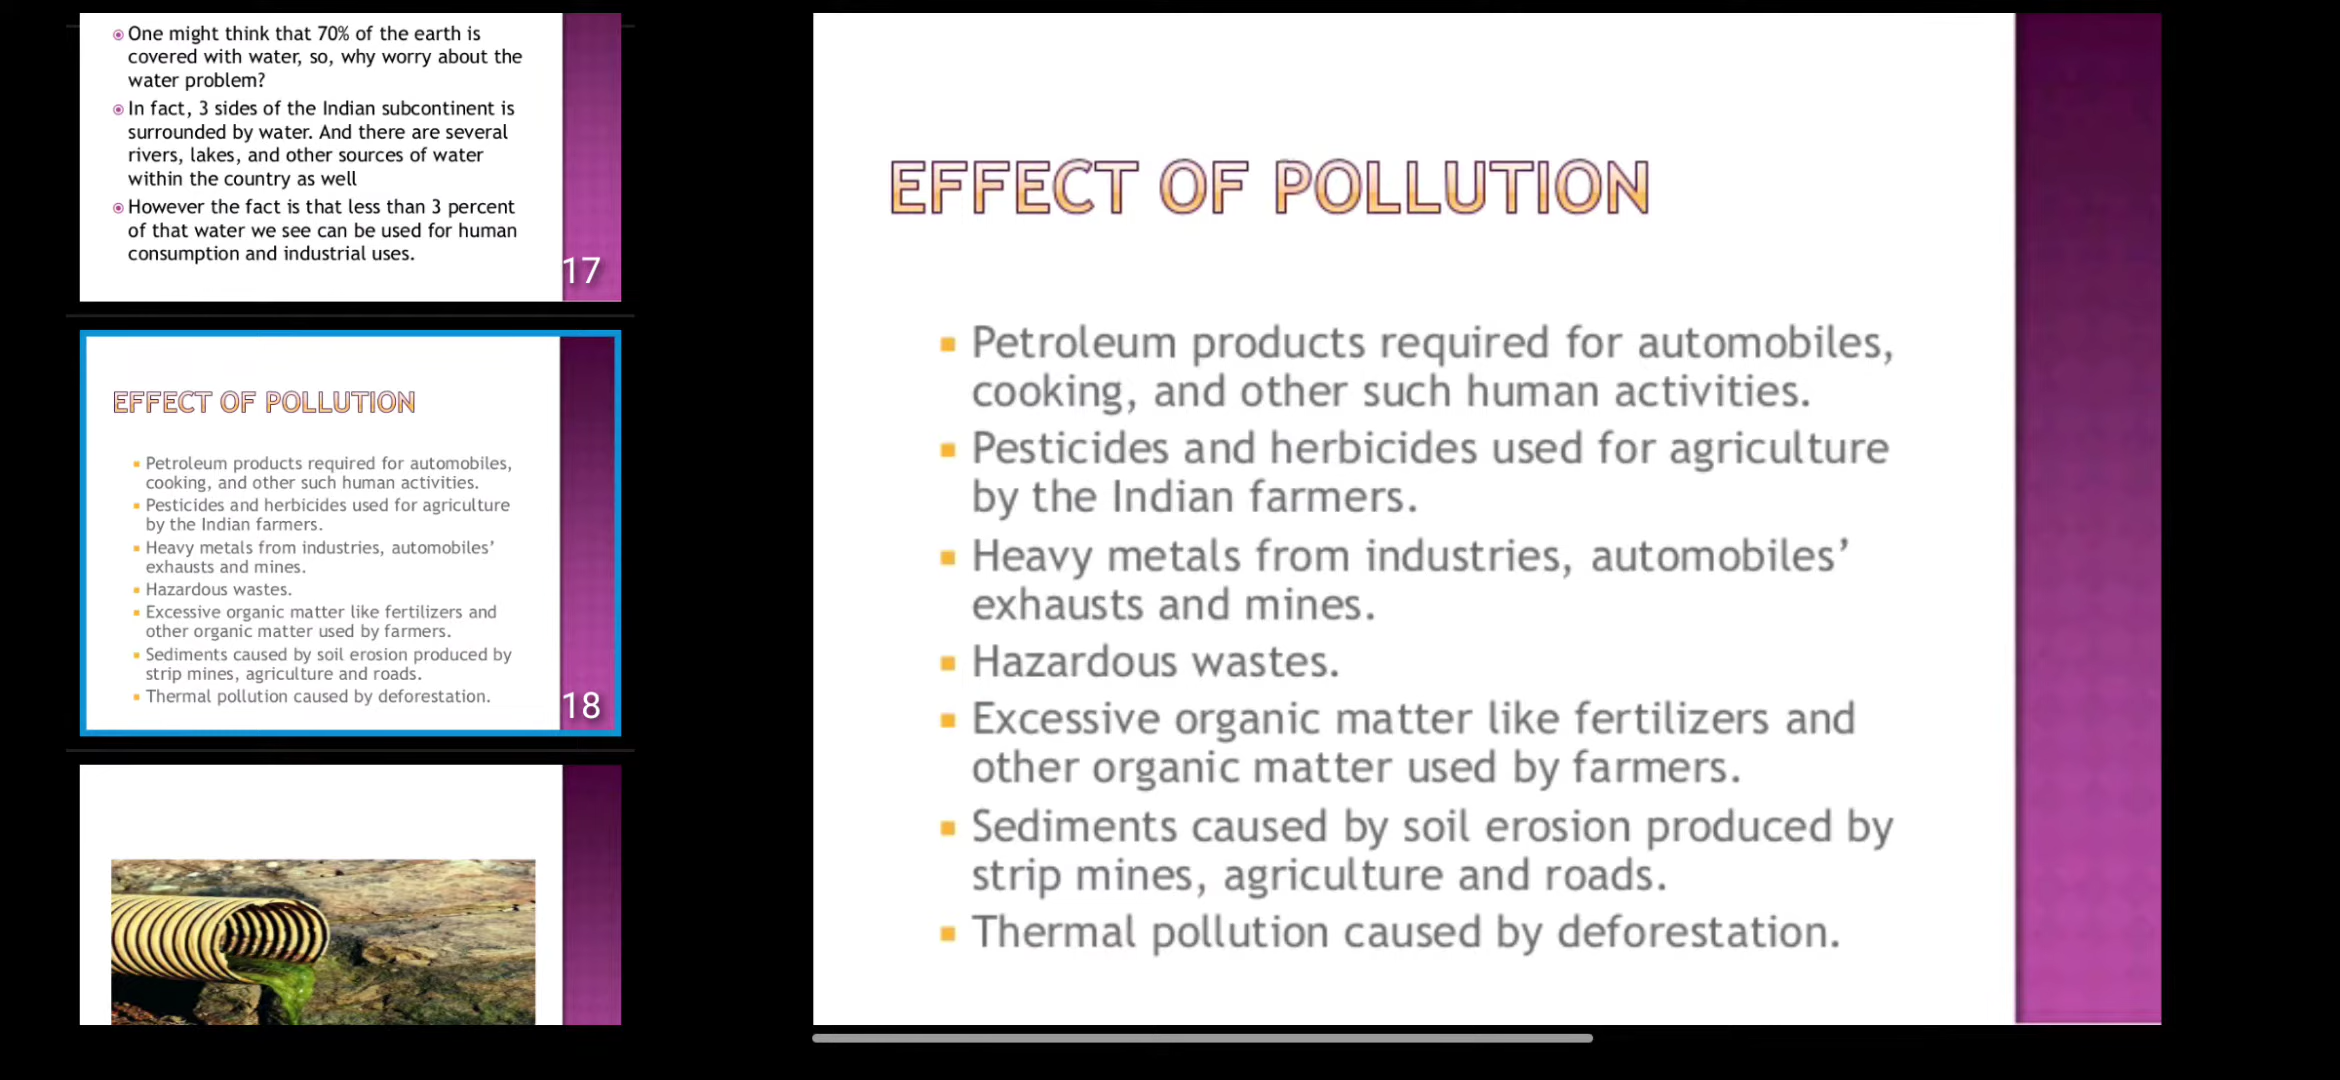 One might think that 70% of the earth is
covered with water, so, why worry about the
water problem?
In fact, 3 sides of the Indian subcontinent is
surrounded by water. And there are several
rivers, lakes, and other sources of water
within the country as well
However the fact is that less than 3 percent
of that water we see can be used for human
consumption and industrial uses.
17
EFFECT OF POLLUTION
Petroleum products required for automobiles,
cooking, and other such human activities.
Pesticides and herbicides used for agriculture
by the Indian farmers.
Heavy metals from industries, automobiles’
exhausts and mines.
Hazardous wastes.
Excessive organic matter like fertilizers and
other organic matter used by farmers.
Sediments caused by soil erosion produced by
strip mines, agriculture and roads.
Thermal pollution caused by deforestation.
18
EFFECT OF POLLUTION
Petroleum products required for automobiles,
cooking, and other such human activities.
Pesticides and herbicides used for agriculture
by the Indian farmers.
Heavy metals from industries, automobiles’
exhausts and mines.
Hazardous wastes.
Excessive organic matter like fertilizers and
other organic matter used by farmers.
Sediments caused by soil erosion produced by
strip mines, agriculture and roads.
Thermal pollution caused by deforestation.